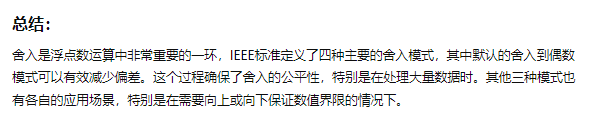 总结：
舍入是浮点数运算中非常重要的一环，IEEE标准定义了四种主要的舍入模式，其中默认的舍入到偶数
模式可以有效减少偏差。这个过程确保了舍入的公平性，特别是在处理大量数据时。其他三种模式也
有各自的应用场景，特别是在需要向上或向下保证数值界限的情况下。